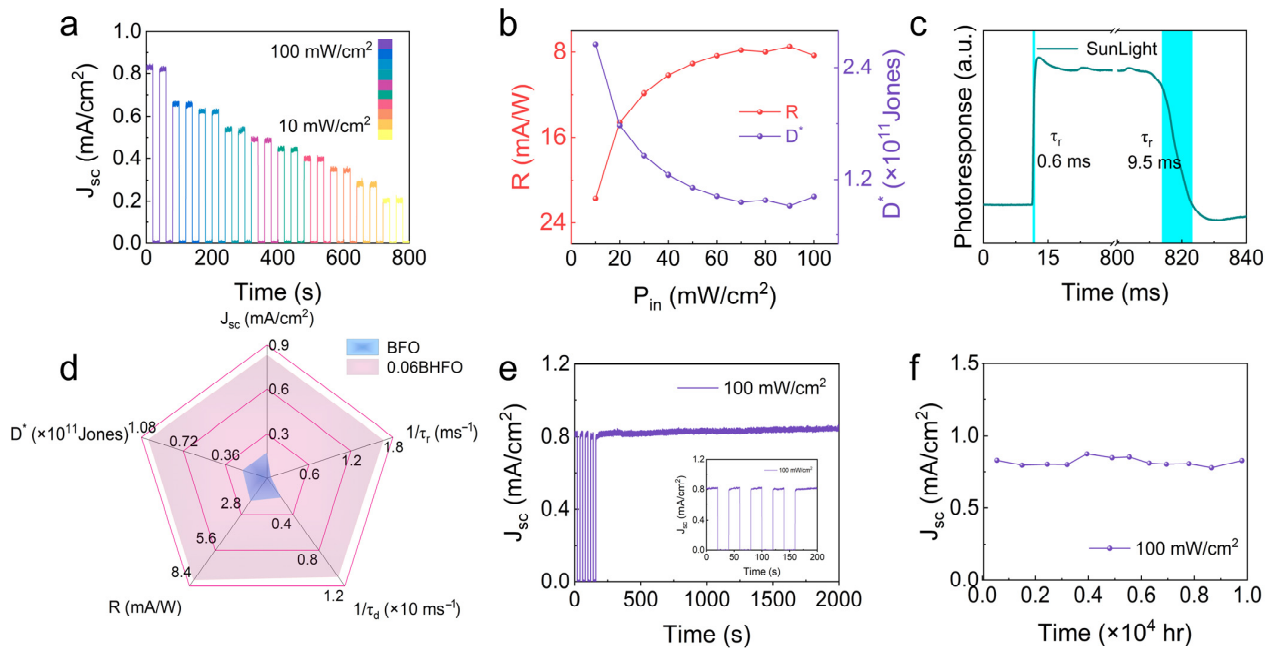 a
J_sc (mA/cm²)
1.0
0.8
0.6
0.4
0.2
0.0
100 mW/cm²
10 mW/cm²
0 200 400 600 800
Time (s)
b
R (mA/W)
8
16
24
R
D*
2.4
1.2
D* (×10¹¹Jones)
0 20 40 60 80 100
P_in (mW/cm²)
c
Photoresponse (a.u.)
SunLight
τ_r
0.6 ms
τ_r
9.5 ms
0 15 800 820 840
Time (ms)
d
J_sc (mA/cm²)
0.9
0.6
0.3
BFO
0.06BHFO
D* (×10¹¹Jones)
1.08
0.72
0.36
1/τ_r (ms⁻¹)
0.6
1.2
1.8
2.8
5.6
8.4
R (mA/W)
0.4
0.8
1.2
1/τ_d (×10 ms⁻¹)
e
J_sc (mA/cm²)
1.2
0.8
0.4
0.0
100 mW/cm²
J_sc (mA/cm²)
1.2
0.8
0.4
0.0
100 mW/cm²
0 50 100 150 200
Time (s)
0 500 1000 1500 2000
Time (s)
f
J_sc (mA/cm²)
1.5
1.0
0.5
0.0
100 mW/cm²
0.0 0.2 0.4 0.6 0.8 1.0
Time (×10⁴ hr)